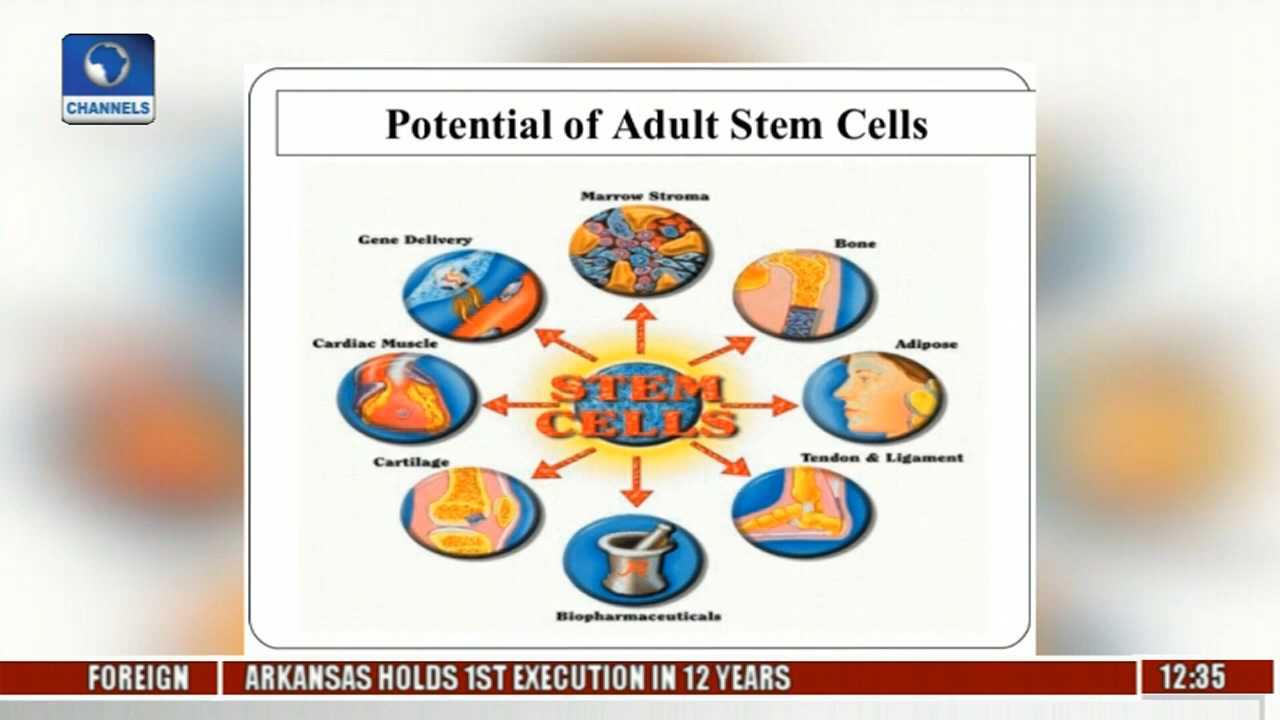 CHANNELS
Potential of Adult Stem Cells
Marrow Stroma
Gene Delivery
Bone
Cardiac Muscle
Adipose
STEM
CELLS
Cartilage
Tendon & Ligament
Biopharmaceuticals
FOREIGN
ARKANSAS HOLDS 1ST EXECUTION IN 12 YEARS
12:35